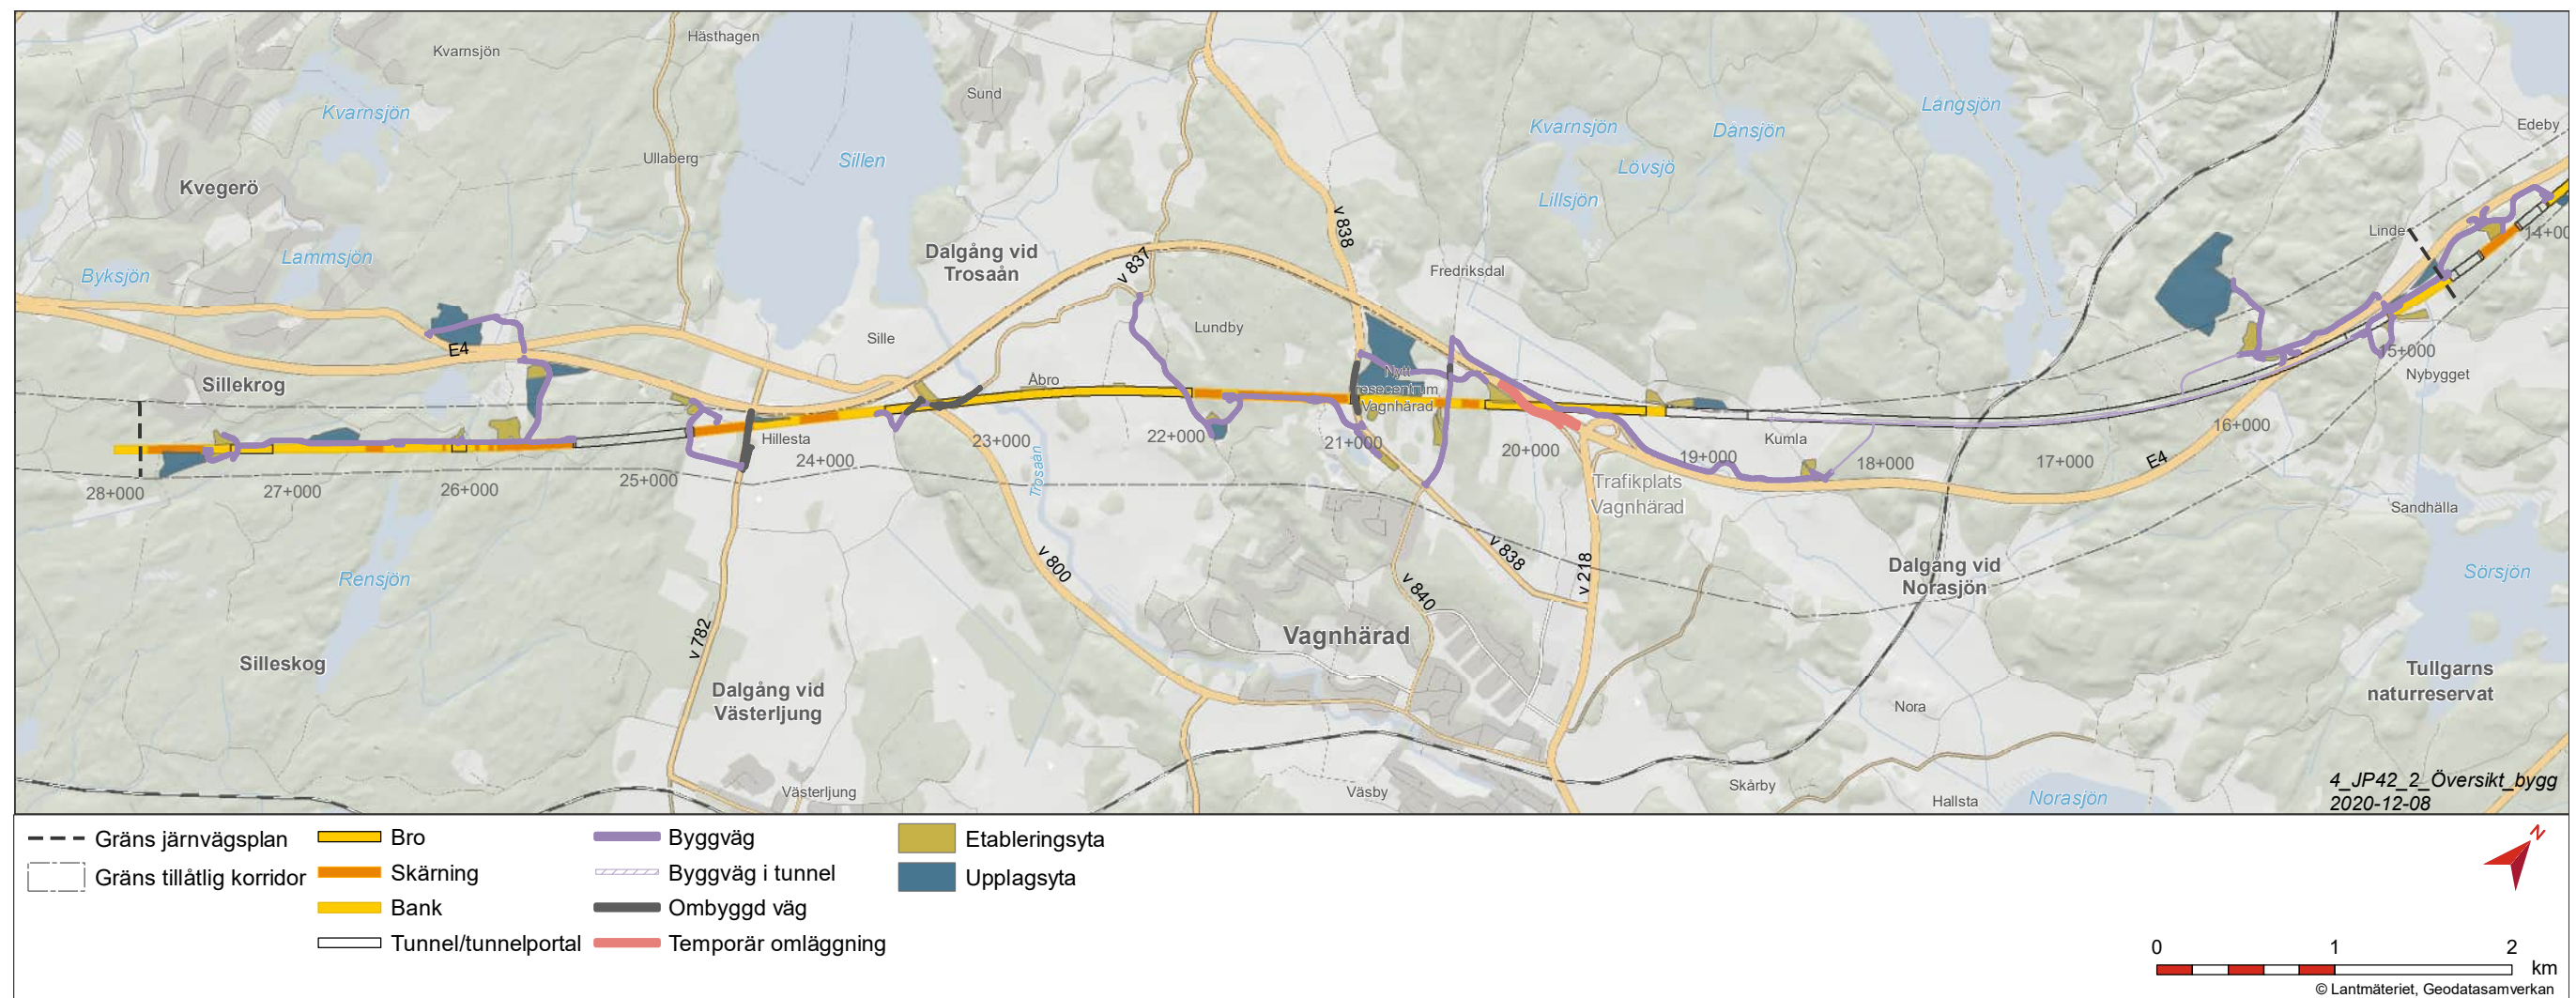 Hästhagen
Kvarnsjön
Sund
Kvarnsjön
Långsjön
Kvarnsjön
Dånsjön
Edeby
Ullaberg
Sillen
Lövsjö
Kvegerö
Lillsjön
v 838
Linde
14+00
Lammsjön
Dalgång vid
Trosaån
Byksjön
v 837
Fredriksdal
Lundby
Sille
E4
15+000
Nybygget
Sillekrog
Åbro
Nytt
resecentrum
Vagnhärad
Hillesta
Kumla
16+000
28+000
27+000
26+000
25+000
24+000
23+000
22+000
21+000
20+000
19+000
18+000
17+000
E4
Trosaån
Trafikplats
Vagnhärad
Sandhälla
v 800
v 838
v 218
v 840
Rensjön
Dalgång vid
Norasjön
Sörsjön
v 782
Vagnhärad
Silleskog
Tullgarns
naturreservat
Dalgång vid
Västerljung
Nora
Västerljung
Väsby
Skårby
Hallsta
Norasjön
4_JP42_2_Översikt_bygg
2020-12-08
Gräns järnvägsplan
Gräns tillåtlig korridor
Bro
Skärning
Bank
Tunnel/tunnelportal
Byggväg
Byggväg i tunnel
Ombyggd väg
Temporär omläggning
Etableringsyta
Upplagsyta
N
0 1 2
km
© Lantmäteriet, Geodatasamverkan